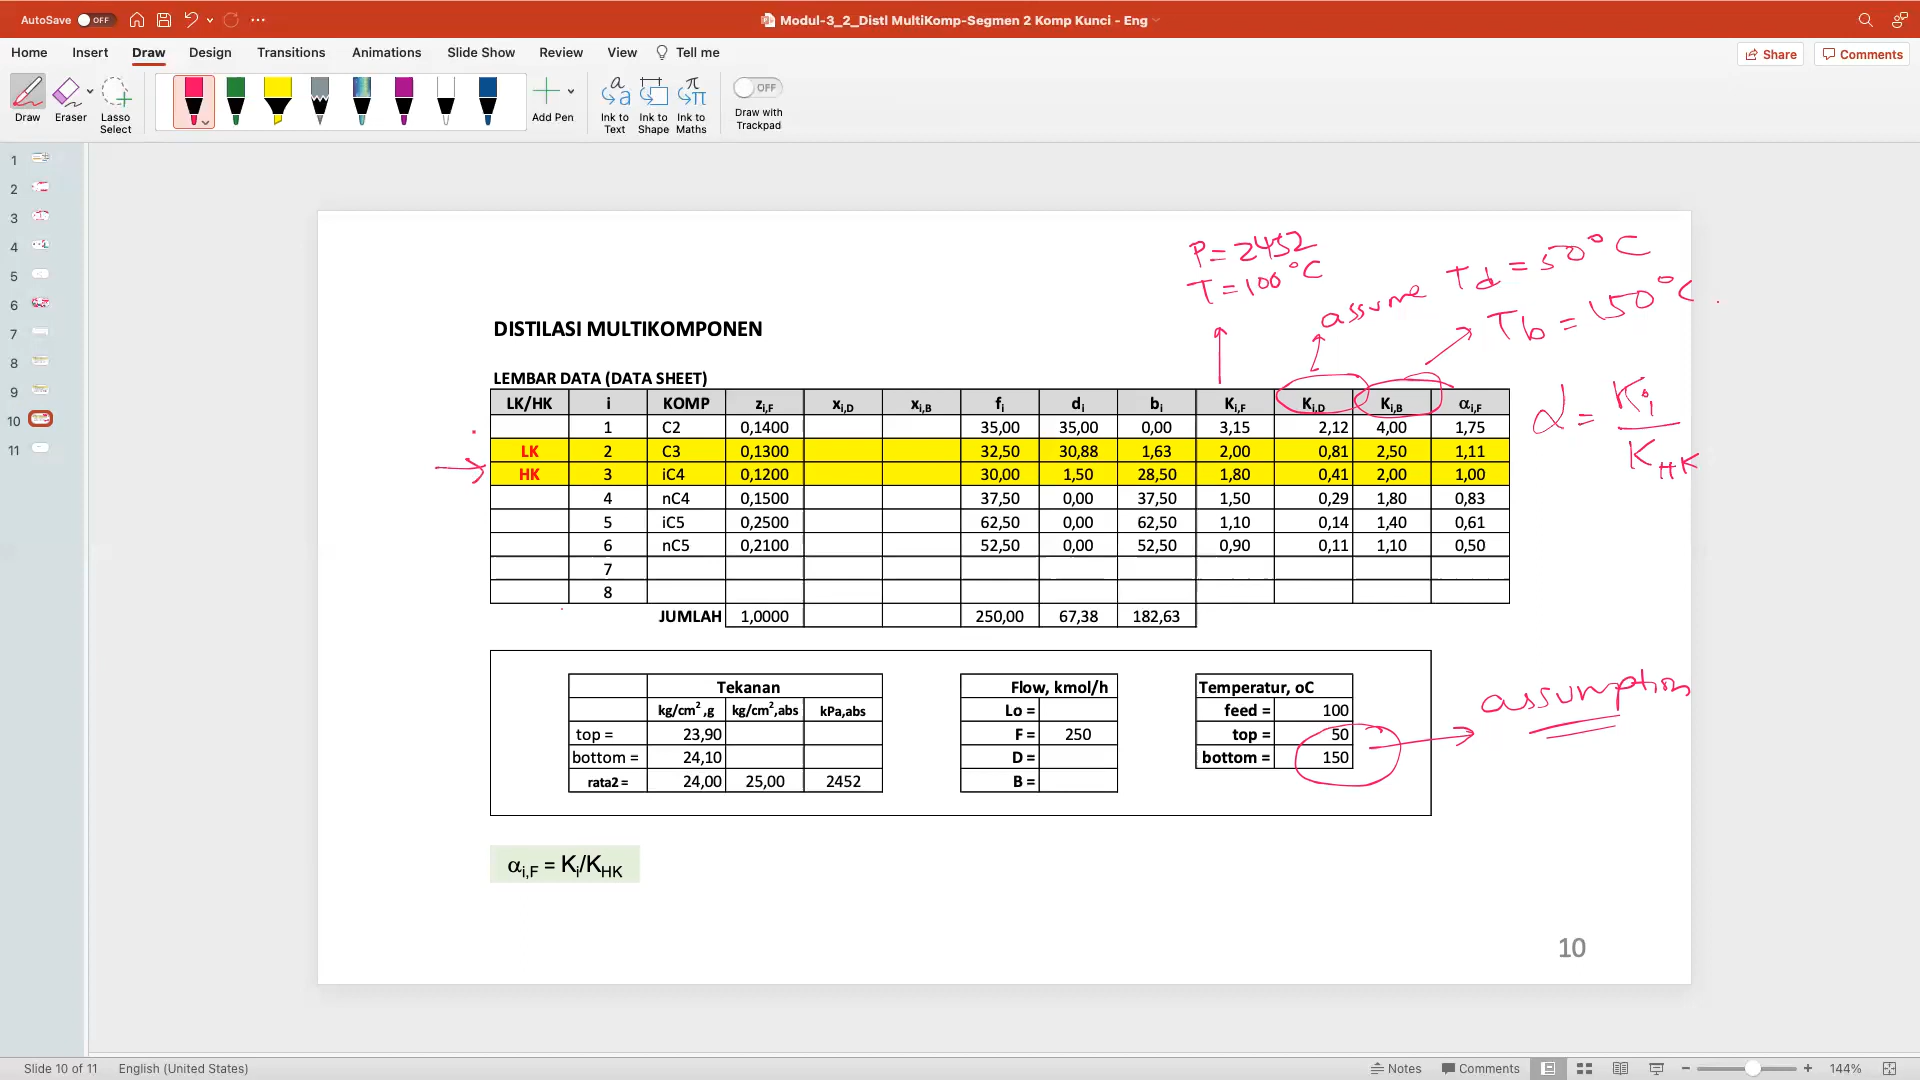 AutoSave OFF
Modul-3_2_Distl MultiKomp-Segmen 2 Komp Kunci - Eng
Home Insert Draw Design Transitions Animations Slide Show Review View Tell me
Share Comments
Draw Eraser Lasso Select Add Pen Ink to Text Ink to Shape Ink to Maths OFF Draw with Trackpad
1
2
3
4
5
6
7
8
9
10
11
P = 2452
T = 100°C
assume Td = 50°C
Tb = 150°C
DISTILASI MULTIKOMPONEN
LEMBAR DATA (DATA SHEET)
LK/HK i KOMP zi,F xi,D xi,B fi di bi Ki,F Ki,D Ki,B αi,F
1 C2 0,1400 35,00 35,00 0,00 3,15 2,12 4,00 1,75
LK 2 C3 0,1300 32,50 30,88 1,63 2,00 0,81 2,50 1,11
HK 3 iC4 0,1200 30,00 1,50 28,50 1,80 0,41 2,00 1,00
4 nC4 0,1500 37,50 0,00 37,50 1,50 0,29 1,80 0,83
5 iC5 0,2500 62,50 0,00 62,50 1,10 0,14 1,40 0,61
6 nC5 0,2100 52,50 0,00 52,50 0,90 0,11 1,10 0,50
7
8
JUMLAH 1,0000 250,00 67,38 182,63
α = Ki / KHK
Tekanan
kg/cm2 ,g kg/cm2,abs kPa,abs
top = 23,90
bottom = 24,10
rata2 = 24,00 25,00 2452
Flow, kmol/h
Lo =
F = 250
D =
B =
Temperatur, oC
feed = 100
top = 50
bottom = 150
assumption
αi,F = Ki/KHK
10
Slide 10 of 11 English (United States) Notes Comments 144%